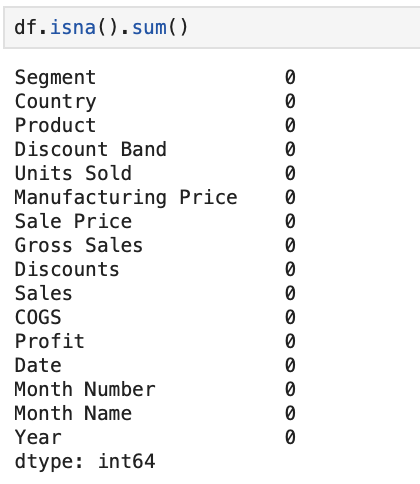 df.isna().sum()
Segment 0
Country 0
Product 0
Discount Band 0
Units Sold 0
Manufacturing Price 0
Sale Price 0
Gross Sales 0
Discounts 0
Sales 0
COGS 0
Profit 0
Date 0
Month Number 0
Month Name 0
Year 0
dtype: int64